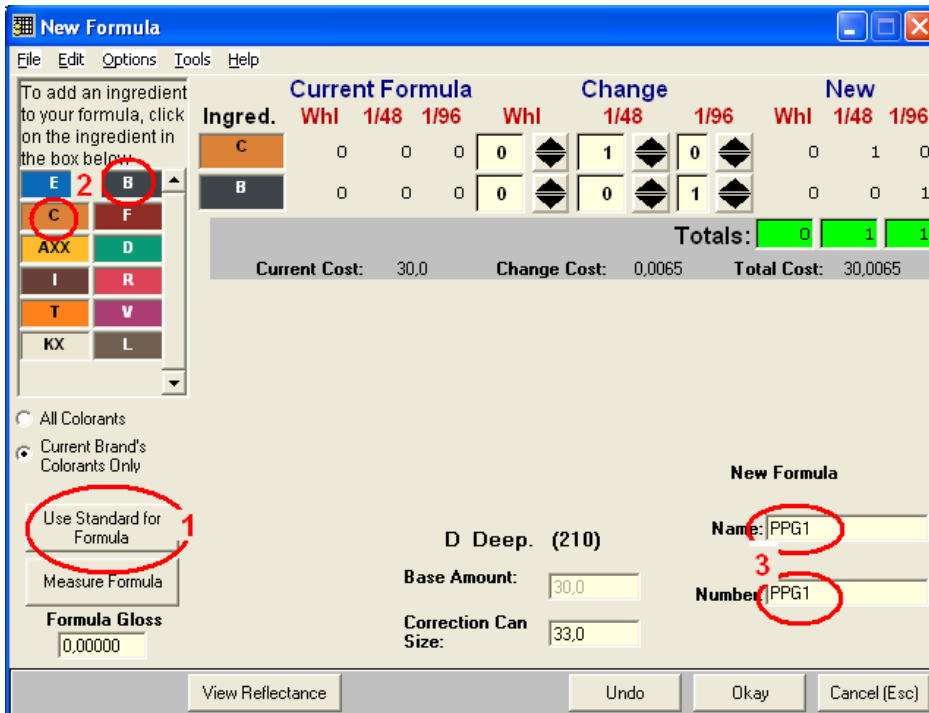 New Formula
File Edit Options Tools Help
To add an ingredient
to your formula, click
on the ingredient in
the box below
Current Formula Change New
Ingred. Whl 1/48 1/96 Whl 1/48 1/96 Whl 1/48 1/96
C 0 0 0 0 1 0 0 1 0
B 0 0 0 0 0 1 0 0 1
Totals: 0 1 1
Current Cost: 30,0 Change Cost: 0,0065 Total Cost: 30,0065
E 2 B
C F
AXX D
I R
T V
KX L
All Colorants
Current Brand's
Colorants Only
Use Standard for
Formula
1
Measure Formula
Formula Gloss
0,00000
D Deep. (210)
Base Amount: 30,0
Correction Can
Size: 33,0
New Formula
Name: PPG1
3
Number PPG1
View Reflectance Undo Okay Cancel (Esc)